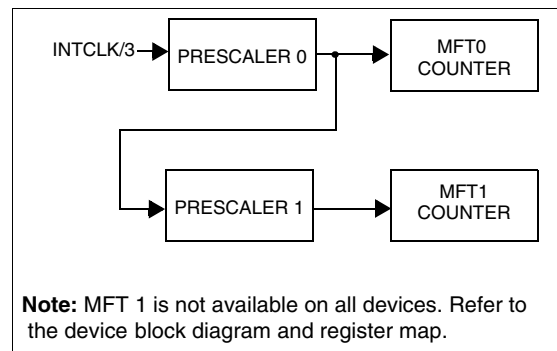 INTCLK/3
PRESCALER 0
MFT0
COUNTER
PRESCALER 1
MFT1
COUNTER
Note: MFT 1 is not available on all devices. Refer to
the device block diagram and register map.